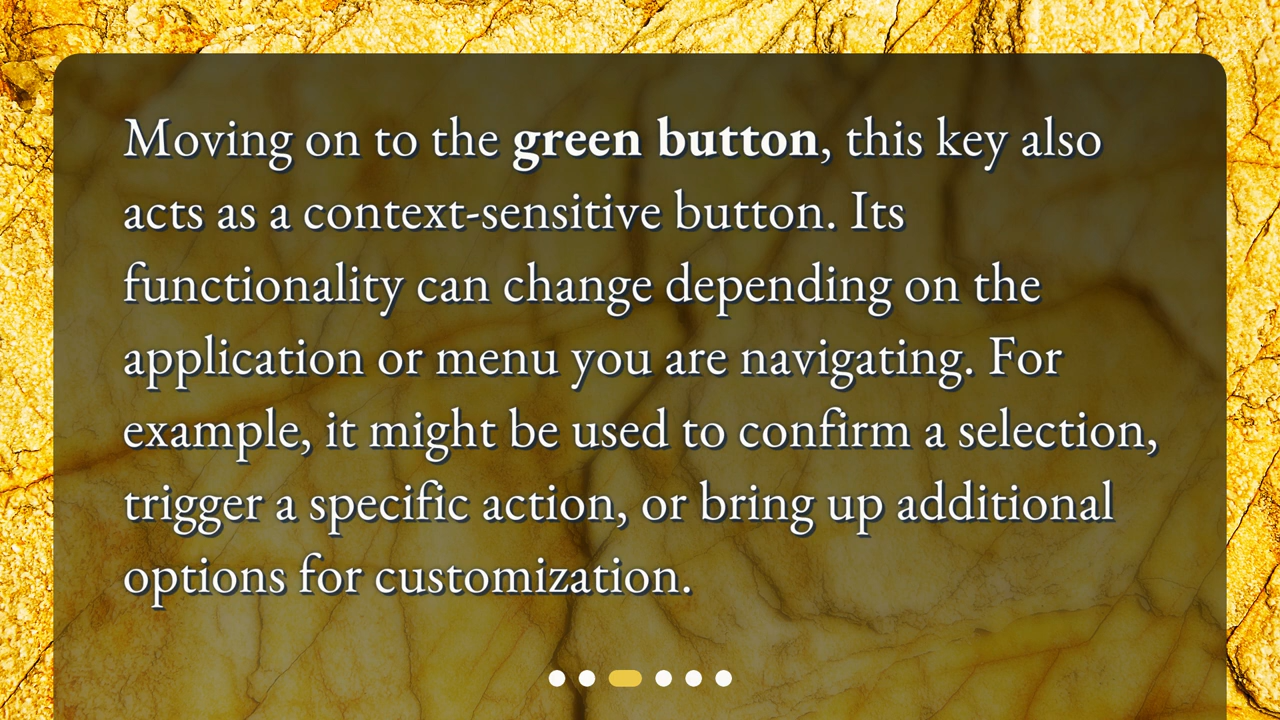 Moving on to the green button, this key also
acts as a context-sensitive button. Its
functionality can change depending on the
application or menu you are navigating. For
example, it might be used to confirm a selection,
trigger a specific action, or bring up additional
options for customization.